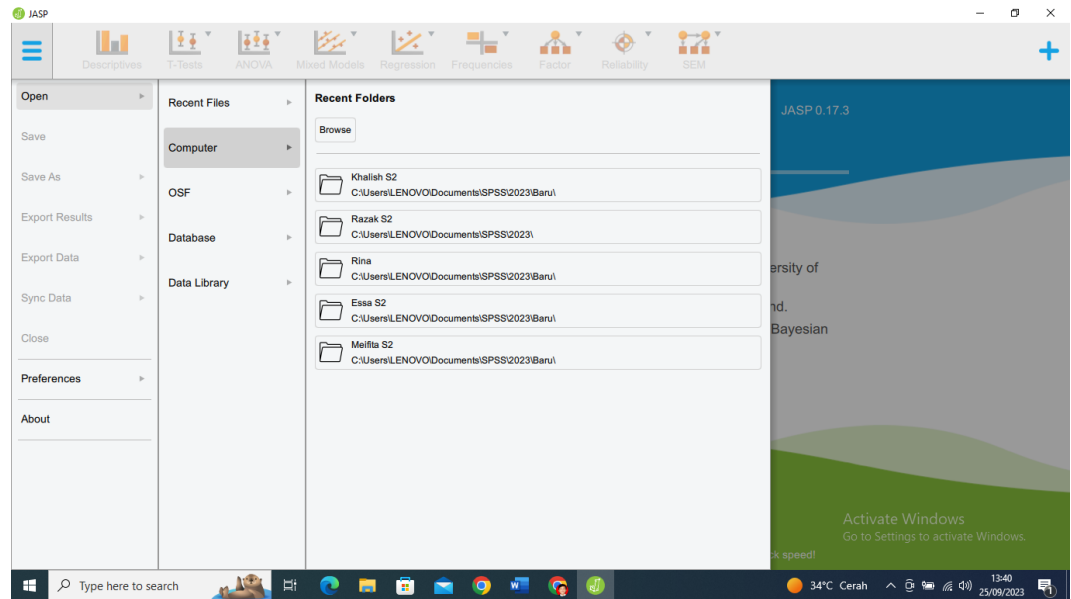 JASP
Descriptives
T-Tests
ANOVA
Mixed Models
Regression
Frequencies
Factor
Reliability
SEM
Open
Save
Save As
Export Results
Export Data
Sync Data
Close
Preferences
About
Recent Files
Computer
OSF
Database
Data Library
Recent Folders
Browse
Khalish S2
C:\Users\LENOVO\Documents\SPSS\2023\Baru\
Razak S2
C:\Users\LENOVO\Documents\SPSS\2023\
Rina
C:\Users\LENOVO\Documents\SPSS\2023\Baru\
Essa S2
C:\Users\LENOVO\Documents\SPSS\2023\Baru\
Meifita S2
C:\Users\LENOVO\Documents\SPSS\2023\Baru\
JASP 0.17.3
ersity of
nd.
Bayesian
Activate Windows
Go to Settings to activate Windows.
ck speed!
Type here to search
34°C Cerah
13:40
25/09/2023
1